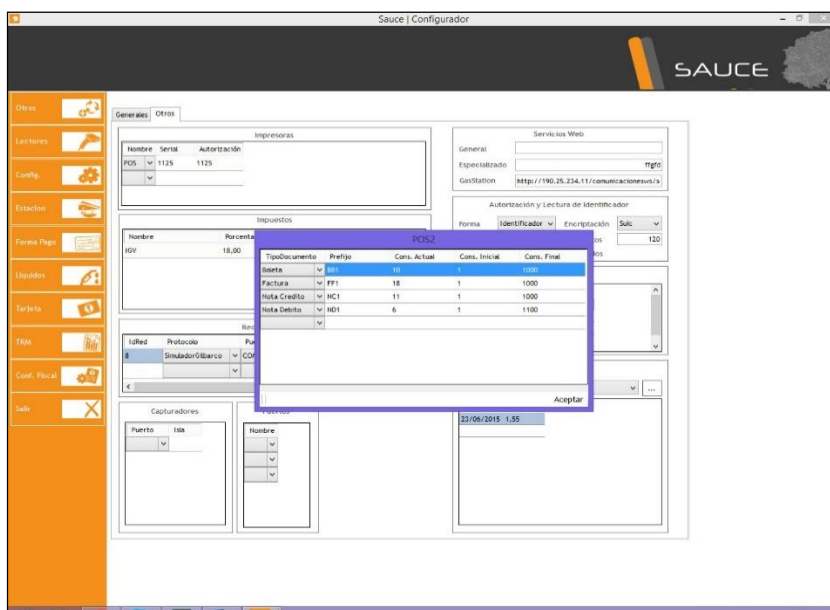 Sauce | Configurador
SAUCE
Otros
Lectores
Config.
Estacion
Forma Pago
Liquidos
Tarjeta
TRM
Conf. Fiscal
Salir
Generales Otros
Impresoras
Nombre Serial Autorización
POS 1125 1125
Servicios Web
General
Especializado ffgfd
GasStation http://190.25.234.11/comunicacionesws/s
Autorización y Lectura de Identificador
Forma Identificador Encriptación Suic
120
Impuestos
Nombre Porcenta
IGV 18,00
POS2
TipoDocumento Prefijo Cons. Actual Cons. Inicial Cons. Final
Boleta BB1 10 1 1000
Factura FF1 18 1 1000
Nota Credito NC1 11 1 1000
Nota Debito ND1 6 1 1100
Aceptar
IdRed Protocolo
8 SimuladorGilbarco
Capturadores
Puerto Isla
Puertos
Nombre
23/06/2015 1,55